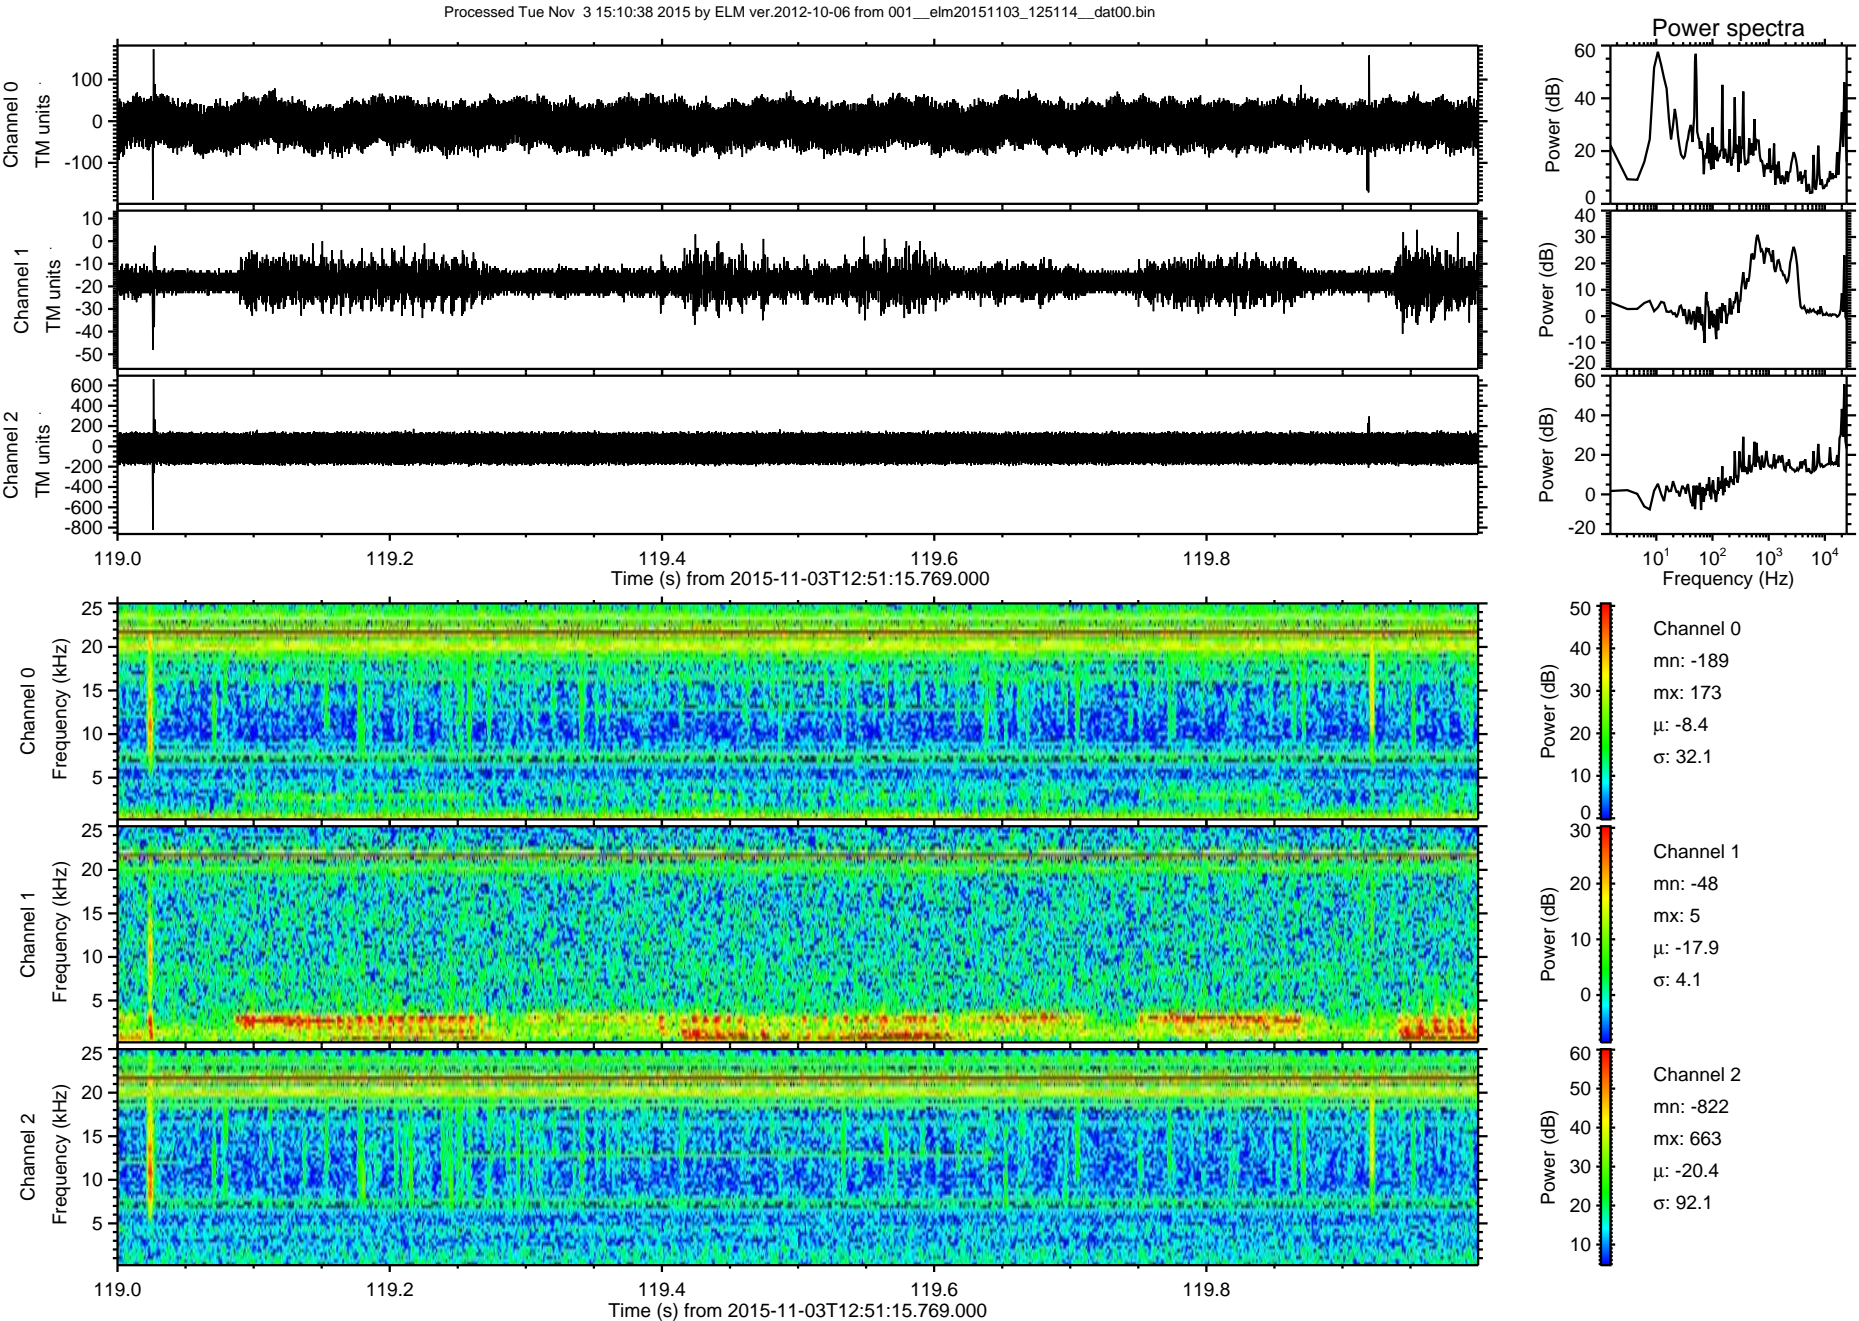 Processed Tue Nov 3 15:10:38 2015 by ELM ver.2012-10-06 from 001__elm20151103_125114__dat00.bin
Power spectra
Channel 0
TM units
100
0
-100
Power (dB)
60
40
20
0
Channel 1
TM units
10
0
-10
-20
-30
-40
-50
Power (dB)
40
30
20
10
0
-10
-20
Channel 2
TM units
600
400
200
0
-200
-400
-600
-800
Power (dB)
60
40
20
0
-20
119.0 119.2 119.4 119.6 119.8
Time (s) from 2015-11-03T12:51:15.769.000
10¹ 10² 10³ 10⁴
Frequency (Hz)
Channel 0
Frequency (kHz)
25
20
15
10
5
Power (dB)
50
40
30
20
10
0
Channel 0
mn: -189
mx: 173
μ: -8.4
σ: 32.1
Channel 1
Frequency (kHz)
25
20
15
10
5
Power (dB)
30
20
10
0
Channel 1
mn: -48
mx: 5
μ: -17.9
σ: 4.1
Channel 2
Frequency (kHz)
25
20
15
10
5
Power (dB)
60
50
40
30
20
10
Channel 2
mn: -822
mx: 663
μ: -20.4
σ: 92.1
119.0 119.2 119.4 119.6 119.8
Time (s) from 2015-11-03T12:51:15.769.000